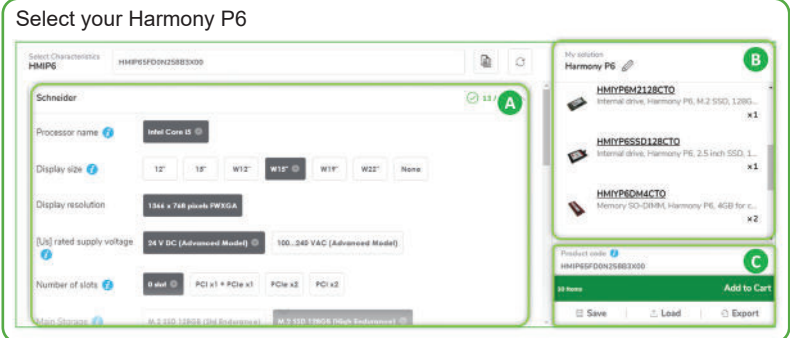 Select your Harmony P6
Select Characteristics
HMIP6
My solution
Harmony P6
B
Schneider
13 /
A
HMIYP6M2128CTO
Internal drive, Harmony P6, M.2 SSD, 128G...
x1
Processor name
Intel Core i5
HMIYP6SSD128CTO
Internal drive, Harmony P6, 2.5 inch SSD, 1...
x1
Display size
12"
15"
W12"
W15"
W19"
W22"
None
Display resolution
1366 x 768 pixels FWXGA
HMIYP6DM4CTO
Memory SO-DIMM, Harmony P6, 4GB for c...
x2
[Us] rated supply voltage
24 V DC (Advanced Model)
100...240 VAC (Advanced Model)
Product code
C
Number of slots
0 slot
PCI x1 + PCIe x1
PCIe x2
PCI x2
Items
Add to Cart
Main Storage
M.2 SSD 128GB (Std Endurance)
M.2 SSD 128GB (High Endurance)
Save
Load
Export